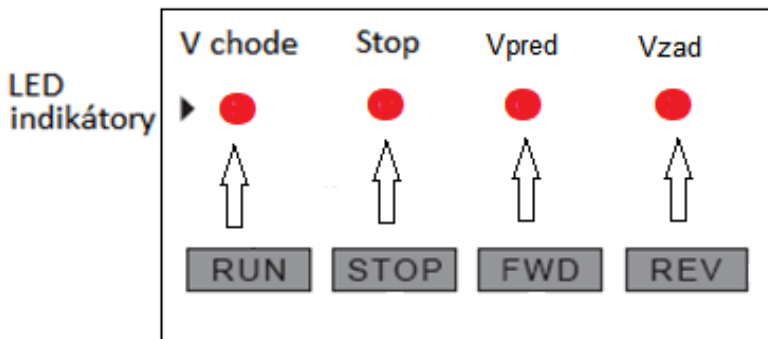 V chode Stop Vpred Vzad
LED
indikátory
RUN STOP FWD REV